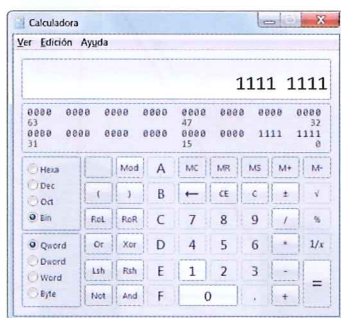 Calculadora
Ver Edición Ayuda
1111 1111
0000 0000 0000 0000 0000 0000 0000 0000
63 47 32
0000 0000 0000 0000 0000 0000 1111 1111
31 15 0
Hexa Mod A MC MR MS M+ M-
Dec ( ) B ← CE C ± √
Oct
Bin RoL RoR C 7 8 9 / %
Qword Or Xor D 4 5 6 * 1/x
Dword Lsh Rsh E 1 2 3 - =
Word
Byte Not And F 0 , +